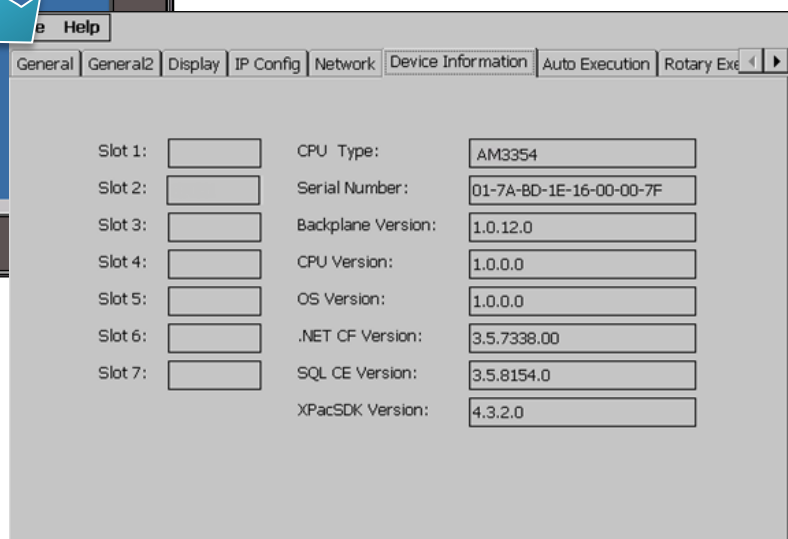 Help
General General2 Display IP Config Network Device Information Auto Execution Rotary
Slot 1: CPU Type: AM3354
Slot 2: Serial Number: 01-7A-BD-1E-16-00-00-7F
Slot 3: Backplane Version: 1.0.12.0
Slot 4: CPU Version: 1.0.0.0
Slot 5: OS Version: 1.0.0.0
Slot 6: .NET CF Version: 3.5.7338.00
Slot 7: SQL CE Version: 3.5.8154.0
XPacSDK Version: 4.3.2.0